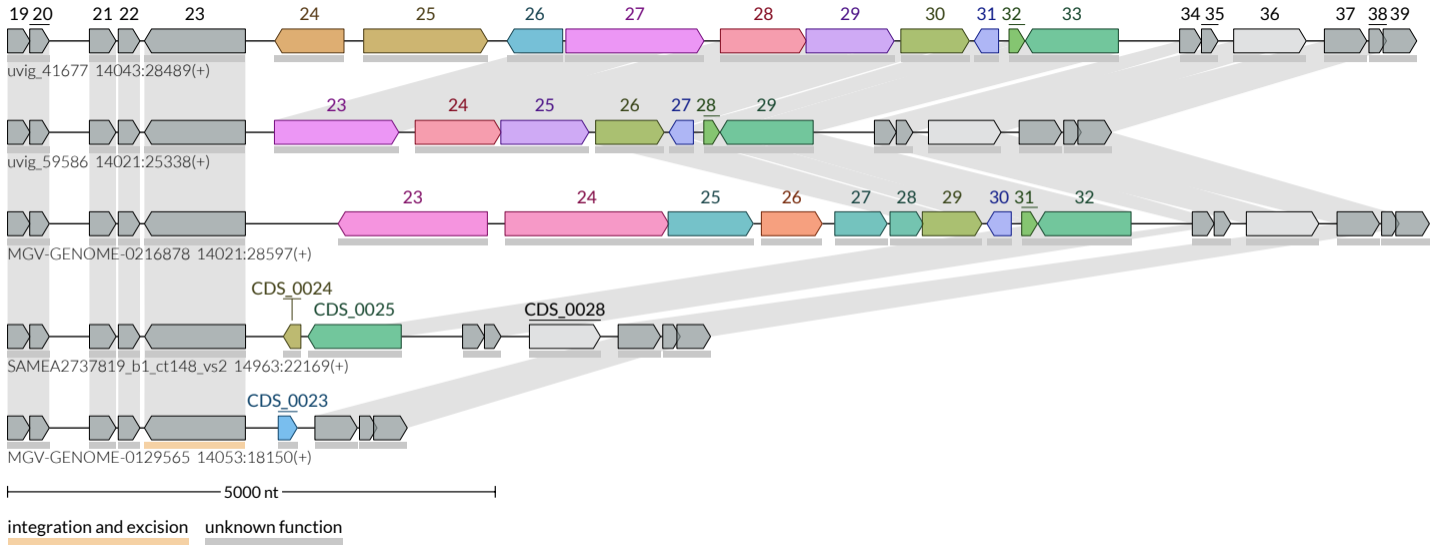 19 20 21 22 23 24 25 26 27 28 29 30 31 32 33 34 35 36 37 38 39
uvig_41677 14043:28489(+)
23 24 25 26 27 28 29
uvig_59586 14021:25338(+)
23 24 25 26 27 28 29 30 31 32
MGV-GENOME-0216878 14021:28597(+)
CDS_0024
CDS_0025 CDS_0028
SAMEA2737819_b1_ct148_vs2 14963:22169(+)
CDS_0023
MGV-GENOME-0129565 14053:18150(+)
5000 nt
integration and excision unknown function